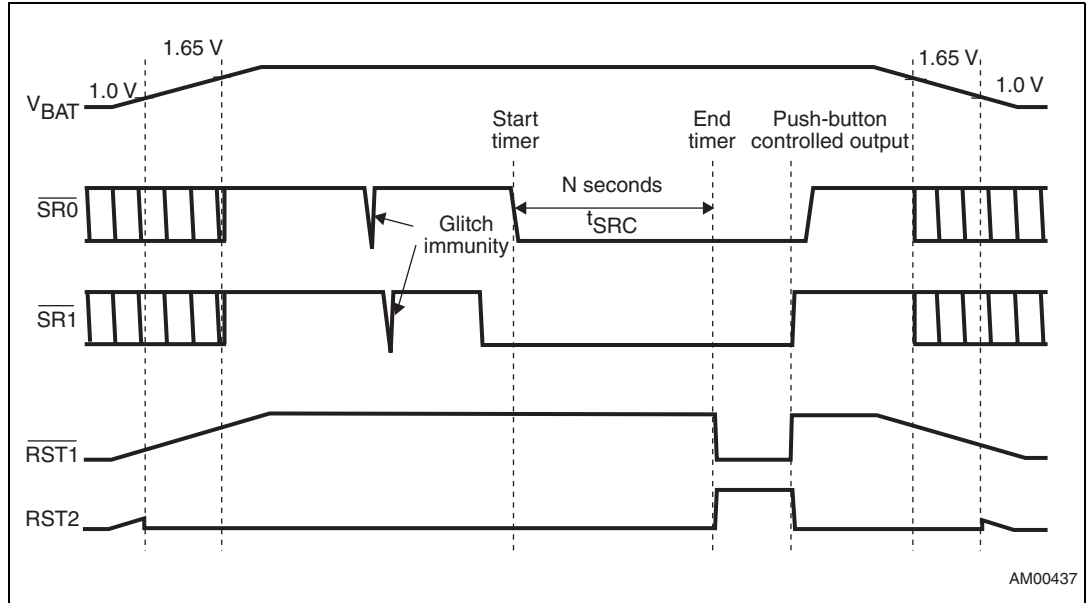 1.65 V
1.65 V
1.0 V
1.0 V
VBAT
Start
timer
End
timer
Push-button
controlled output
SR0
N seconds
tSRC
Glitch
immunity
SR1
RST1
RST2
AM00437